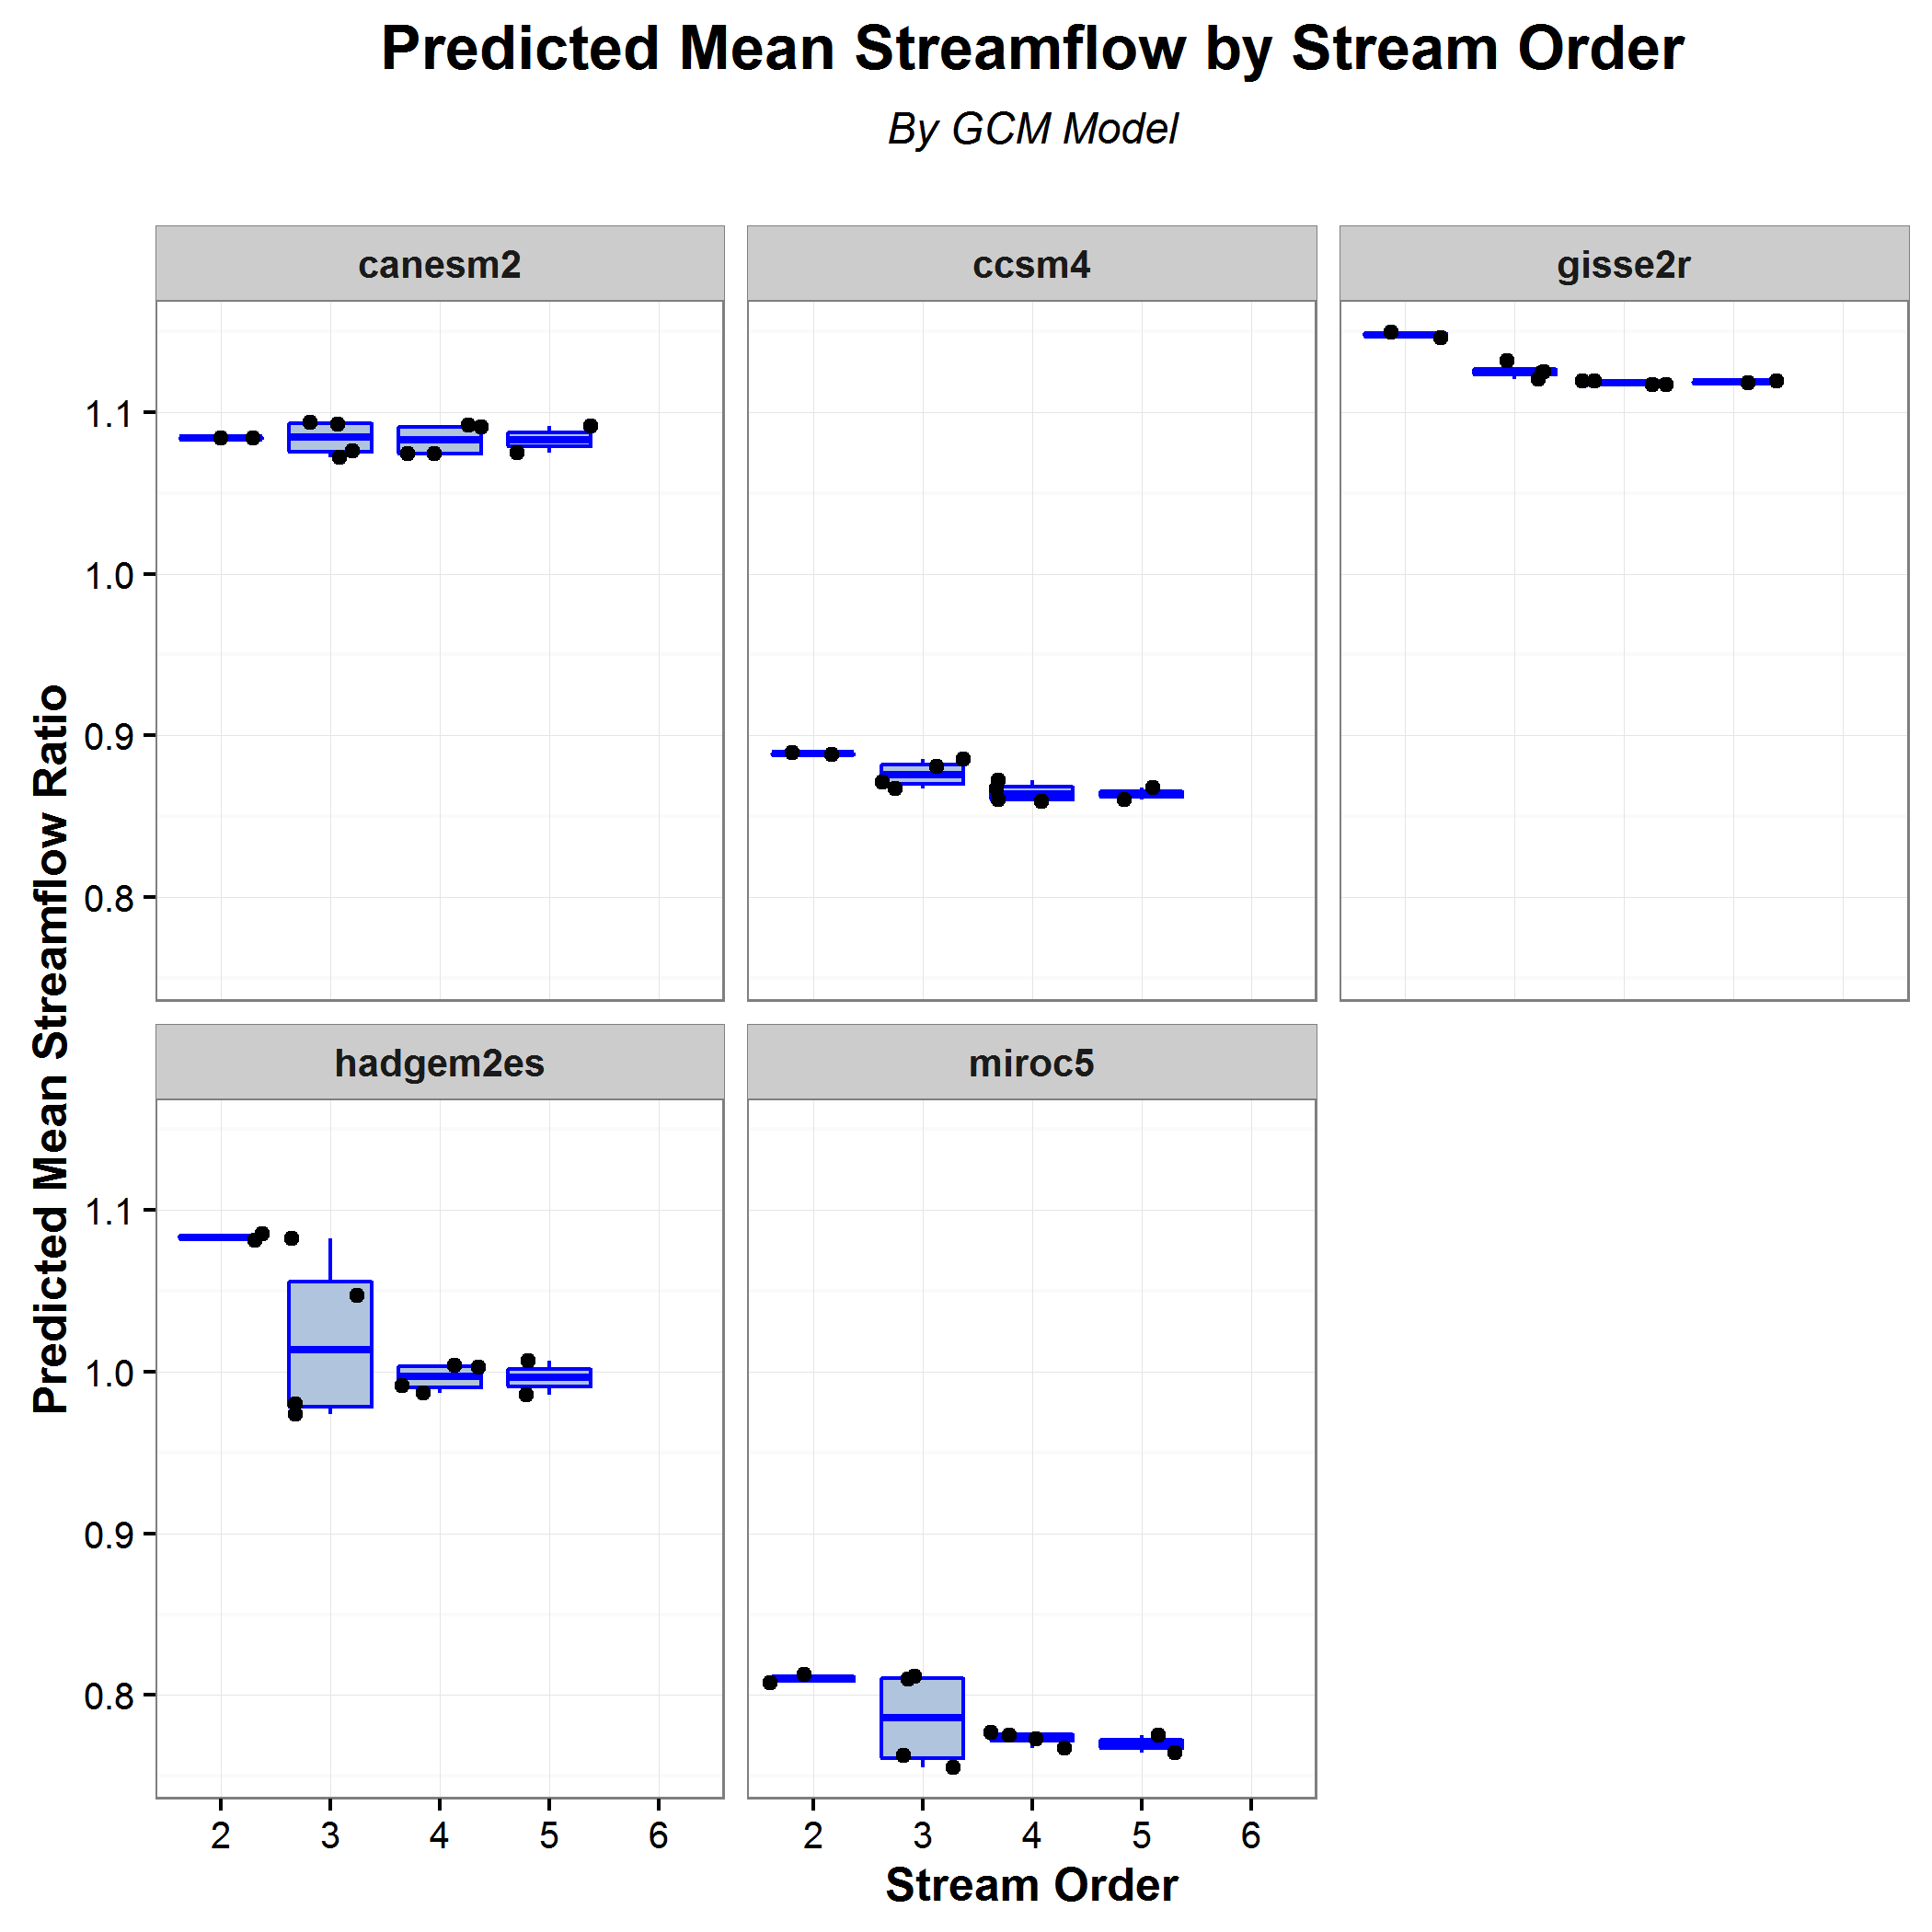 Predicted Mean Streamflow by Stream Order
By GCM Model
canesm2
ccsm4
gisse2r
1.1
1.0
0.9
0.8
Predicted Mean Streamflow Ratio
hadgem2es
miroc5
1.1
1.0
0.9
0.8
2 3 4 5 6
2 3 4 5 6
Stream Order